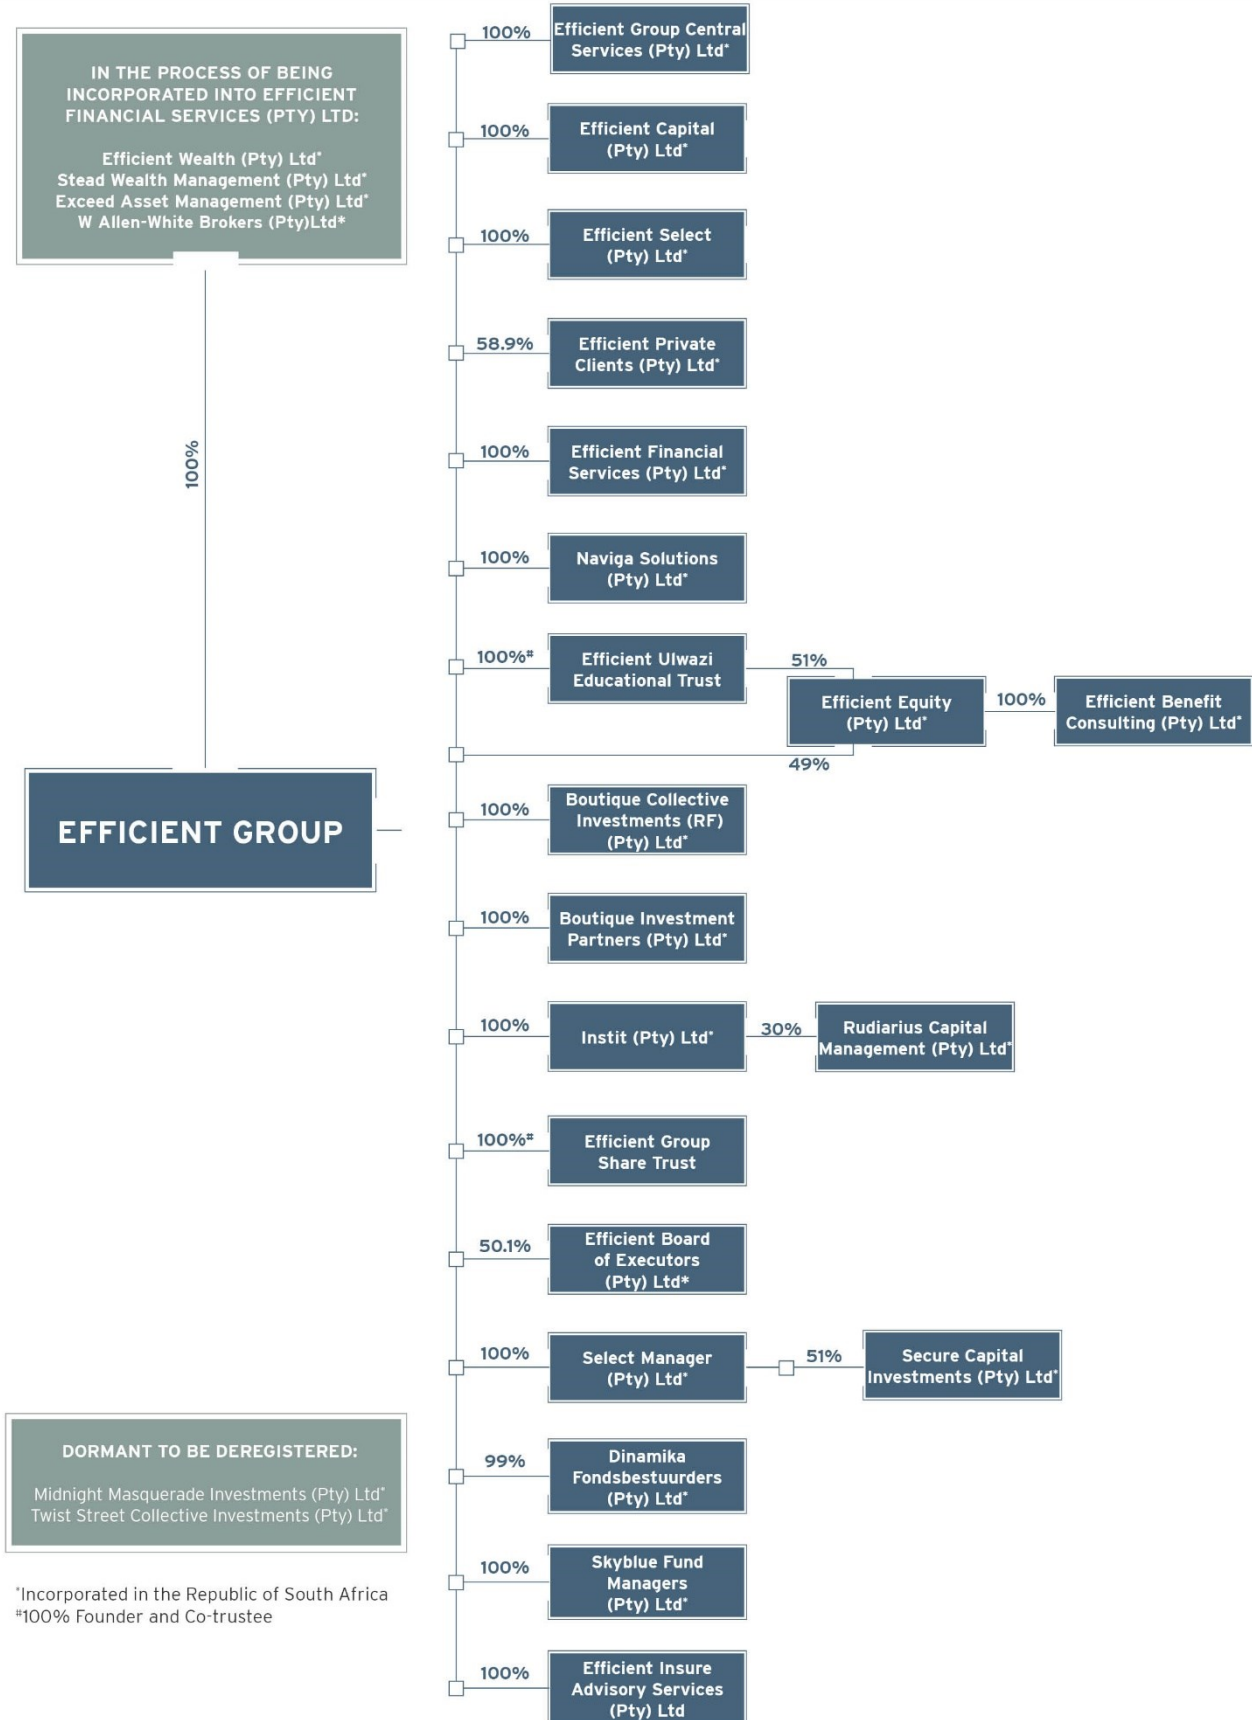 IN THE PROCESS OF BEING
INCORPORATED INTO EFFICIENT
FINANCIAL SERVICES (PTY) LTD:
Efficient Wealth (Pty) Ltd*
Stead Wealth Management (Pty) Ltd*
Exceed Asset Management (Pty) Ltd*
W Allen-White Brokers (Pty)Ltd*
100%
EFFICIENT GROUP
100%
Efficient Group Central
Services (Pty) Ltd*
100%
Efficient Capital
(Pty) Ltd*
100%
Efficient Select
(Pty) Ltd*
58.9%
Efficient Private
Clients (Pty) Ltd*
100%
Efficient Financial
Services (Pty) Ltd*
100%
Naviga Solutions
(Pty) Ltd*
100%#
Efficient Ulwazi
Educational Trust
51%
Efficient Equity
(Pty) Ltd*
100%
Efficient Benefit
Consulting (Pty) Ltd*
49%
100%
Boutique Collective
Investments (RF)
(Pty) Ltd*
100%
Boutique Investment
Partners (Pty) Ltd*
100%
Instit (Pty) Ltd*
30%
Rudiarius Capital
Management (Pty) Ltd*
100%#
Efficient Group
Share Trust
50.1%
Efficient Board
of Executors
(Pty) Ltd*
100%
Select Manager
(Pty) Ltd*
51%
Secure Capital
Investments (Pty) Ltd*
99%
Dinamika
Fondsbestuurders
(Pty) Ltd*
100%
Skyblue Fund
Managers
(Pty) Ltd*
100%
Efficient Insure
Advisory Services
(Pty) Ltd
DORMANT TO BE DEREGISTERED:
Midnight Masquerade Investments (Pty) Ltd*
Twist Street Collective Investments (Pty) Ltd*
*Incorporated in the Republic of South Africa
#100% Founder and Co-trustee